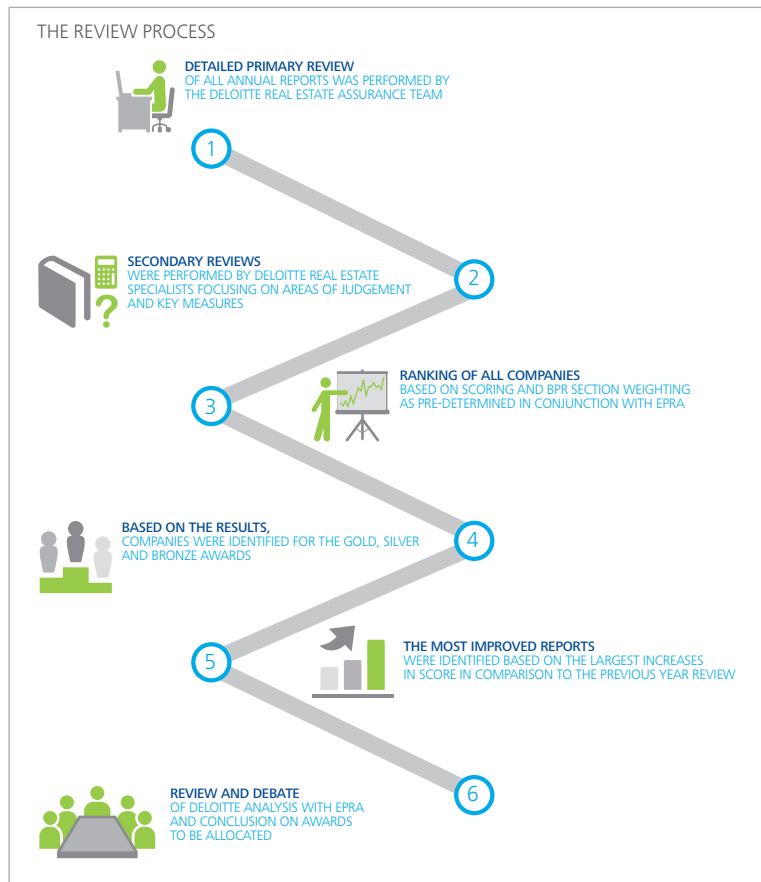 THE REVIEW PROCESS
DETAILED PRIMARY REVIEW
OF ALL ANNUAL REPORTS WAS PERFORMED BY
THE DELOITTE REAL ESTATE ASSURANCE TEAM
1
SECONDARY REVIEWS
WERE PERFORMED BY DELOITTE REAL ESTATE
SPECIALISTS FOCUSING ON AREAS OF JUDGEMENT
AND KEY MEASURES
?
2
RANKING OF ALL COMPANIES
BASED ON SCORING AND BPR SECTION WEIGHTING
AS PRE-DETERMINED IN CONJUNCTION WITH EPRA
3
BASED ON THE RESULTS,
COMPANIES WERE IDENTIFIED FOR THE GOLD, SILVER
AND BRONZE AWARDS
4
THE MOST IMPROVED REPORTS
WERE IDENTIFIED BASED ON THE LARGEST INCREASES
IN SCORE IN COMPARISON TO THE PREVIOUS YEAR REVIEW
5
REVIEW AND DEBATE
OF DELOITTE ANALYSIS WITH EPRA
AND CONCLUSION ON AWARDS
TO BE ALLOCATED
6